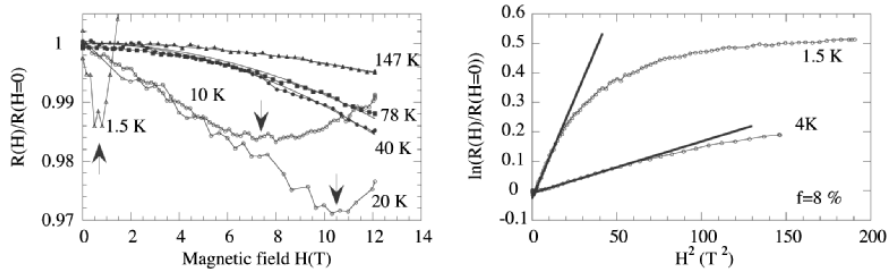 1
0.99
0.98
0.97
R(H)/R(H=0)
147 K
10 K
78 K
1.5 K
40 K
20 K
0 2 4 6 8 10 12 14
Magnetic field H(T)
0.6
0.5
0.4
0.3
0.2
0.1
0
-0.1
ln(R(H)/R(H=0))
1.5 K
4K
f=8 %
0 50 100 150 200
H² (T²)